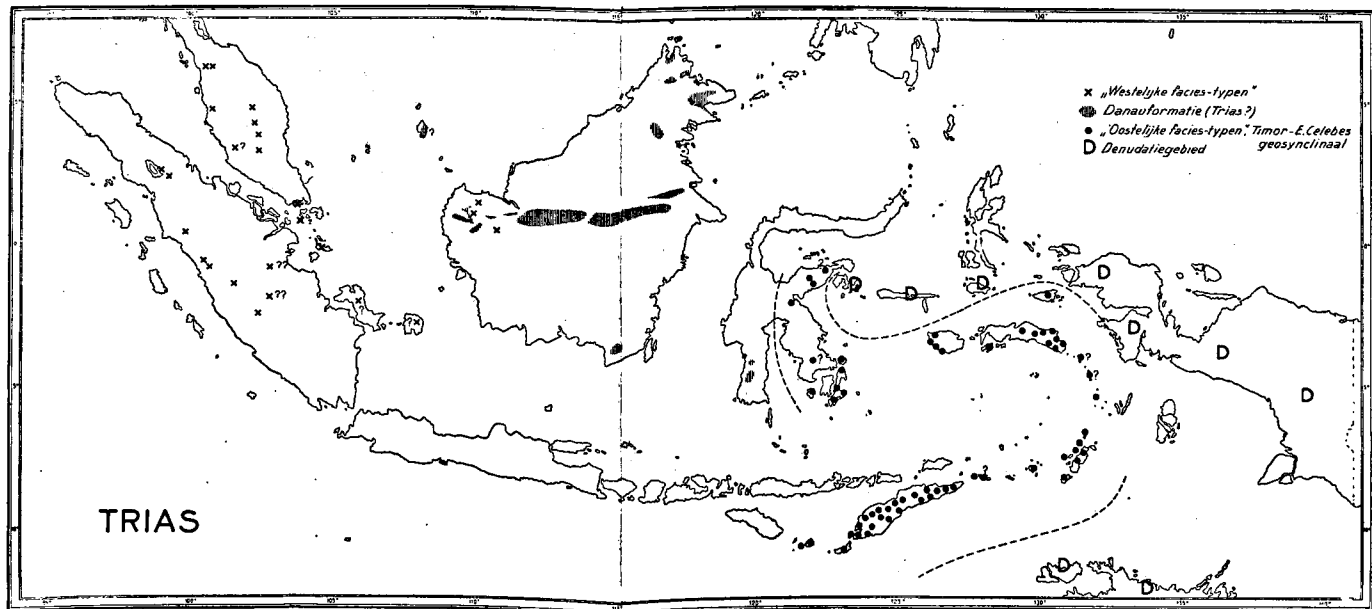 x „Westelijke facies-typen"
Danauformatie (Trias?)
• „Oostelijke facies-typen", Timor-E.Celebes
geosynclinaal
D Denudatiegebied
?
?
??
??
?
?
?
?
?
?
D
D
D
D
D
D
D
D
D
TRIAS